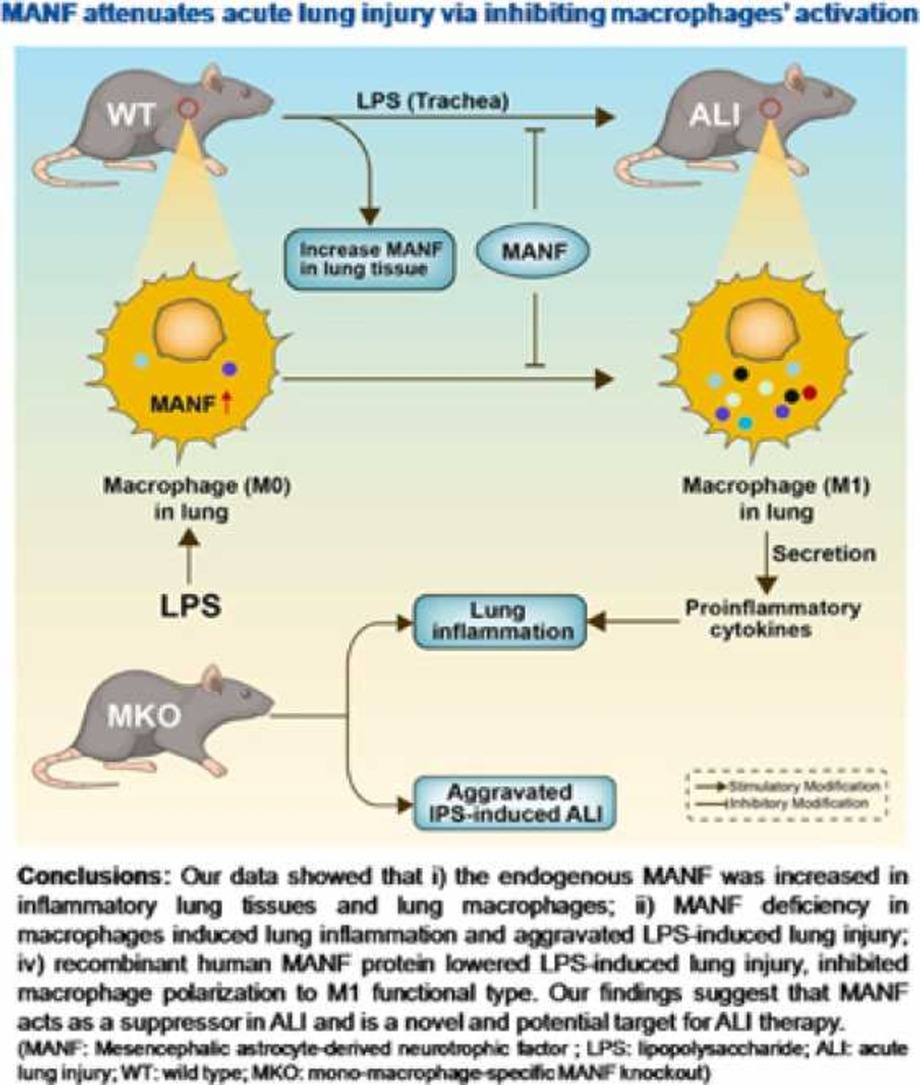 MANF attenuates acute lung injury via inhibiting macrophages' activation
WT
LPS (Trachea)
ALI
Increase MANF
in lung tissue
MANF
MANF↑
Macrophage (M0)
in lung
Macrophage (M1)
in lung
Secretion
LPS
Lung
inflammation
Proinflammatory
cytokines
MKO
Aggravated
IPS-induced ALI
Stimulatory Modification
Inhibitory Modification
Conclusions: Our data showed that i) the endogenous MANF was increased in
inflammatory lung tissues and lung macrophages; ii) MANF deficiency in
macrophages induced lung inflammation and aggravated LPS-induced lung injury;
iv) recombinant human MANF protein lowered LPS-induced lung injury, inhibited
macrophage polarization to M1 functional type. Our findings suggest that MANF
acts as a suppressor in ALI and is a novel and potential target for ALI therapy.
(MANF: Mesencephalic astrocyte-derived neurotrophic factor ; LPS: lipopolysaccharide; ALI: acute
lung injury; WT: wild type; MKO: mono-macrophage-specific MANF knockout)